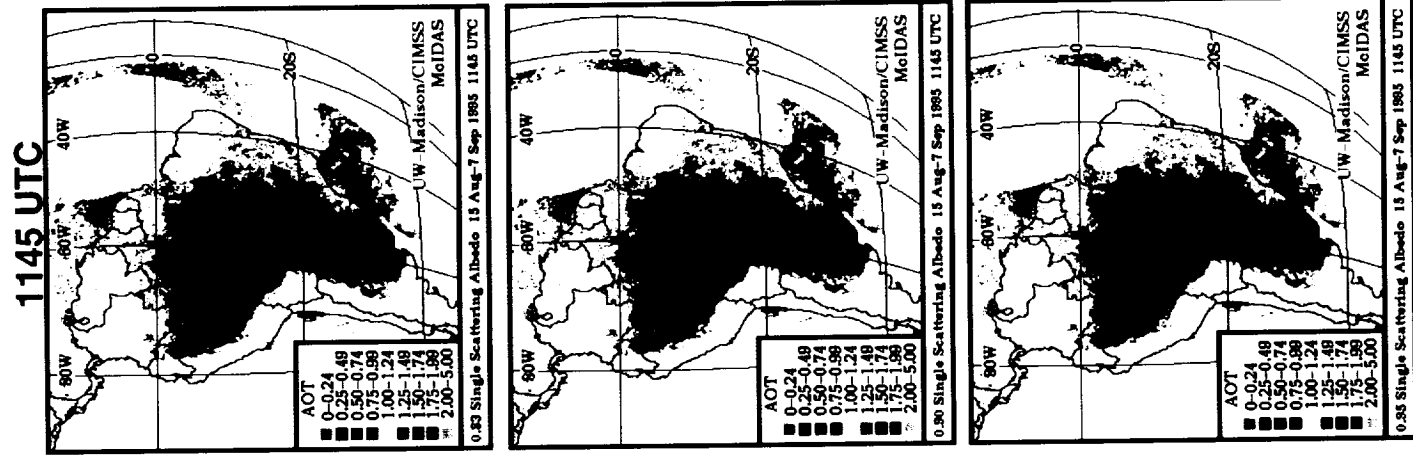 1145 UTC
80W
60W
40W
0
20S
UW-Madison/CIMSS
McIDAS
AOT
0-0.24
0.25-0.49
0.50-0.74
0.75-0.99
1.00-1.24
1.25-1.49
1.50-1.74
1.75-1.99
2.00-5.00
0.83 Single Scattering Albedo 15 Aug-7 Sep 1995 1145 UTC
80W
60W
40W
0
20S
UW-Madison/CIMSS
McIDAS
AOT
0-0.24
0.25-0.49
0.50-0.74
0.75-0.99
1.00-1.24
1.25-1.49
1.50-1.74
1.75-1.99
2.00-5.00
0.90 Single Scattering Albedo 15 Aug-7 Sep 1995 1145 UTC
80W
60W
40W
0
20S
UW-Madison/CIMSS
McIDAS
AOT
0-0.24
0.25-0.49
0.50-0.74
0.75-0.99
1.00-1.24
1.25-1.49
1.50-1.74
1.75-1.99
2.00-5.00
0.95 Single Scattering Albedo 15 Aug-7 Sep 1995 1145 UTC